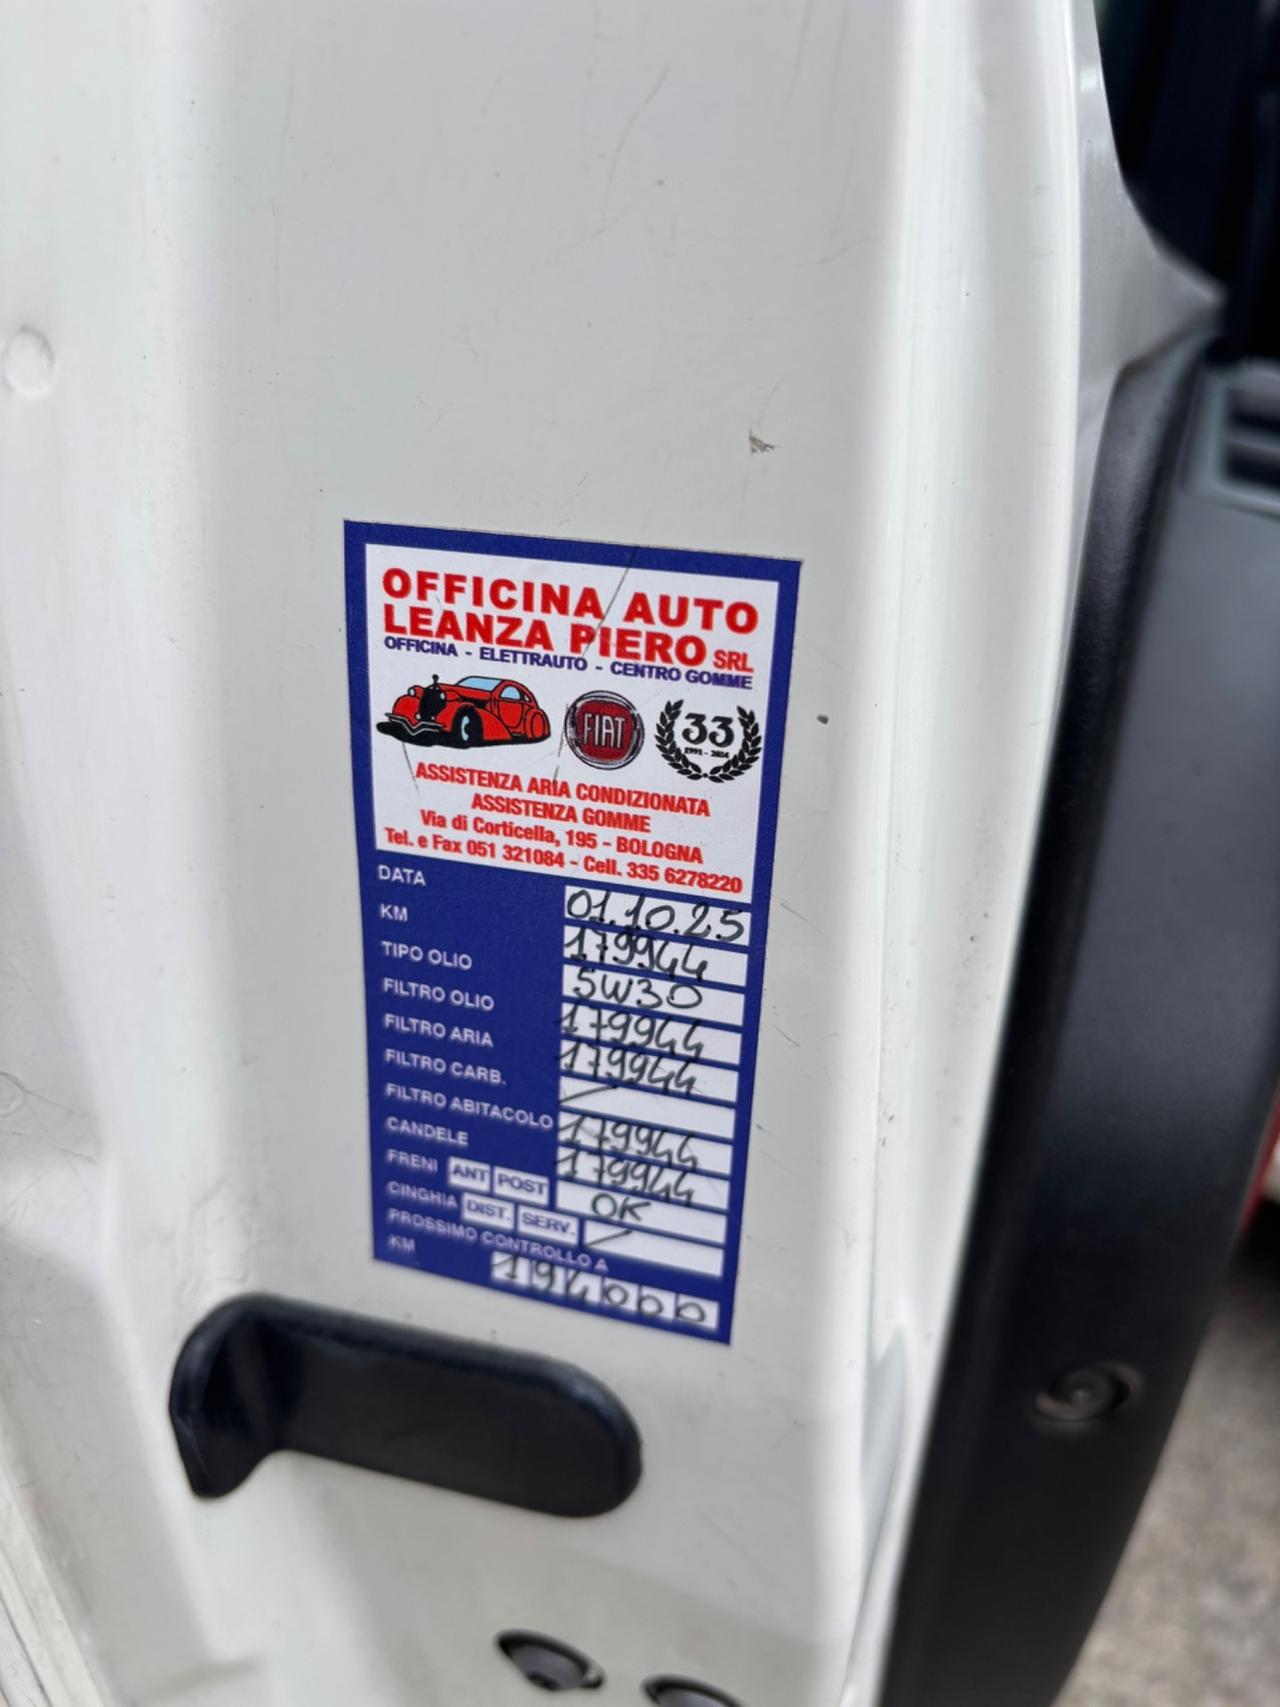 OFFICINA AUTO
LEANZA PIERO SRL
OFFICINA - ELETTRAUTO - CENTRO GOMME
FIAT
33
1991 - 2024
ASSISTENZA ARIA CONDIZIONATA
ASSISTENZA GOMME
Via di Corticella, 195 - BOLOGNA
Tel. e Fax 051 321084 - Cell. 335 6278220
DATA 01.10.25
KM 179944
TIPO OLIO 5W30
FILTRO OLIO 179944
FILTRO ARIA 179944
FILTRO CARB. /
FILTRO ABITACOLO 179944
CANDELE 179944
FRENI ANT POST OK
CINGHIA DIST. SERV. /
PROSSIMO CONTROLLO A
KM 194000